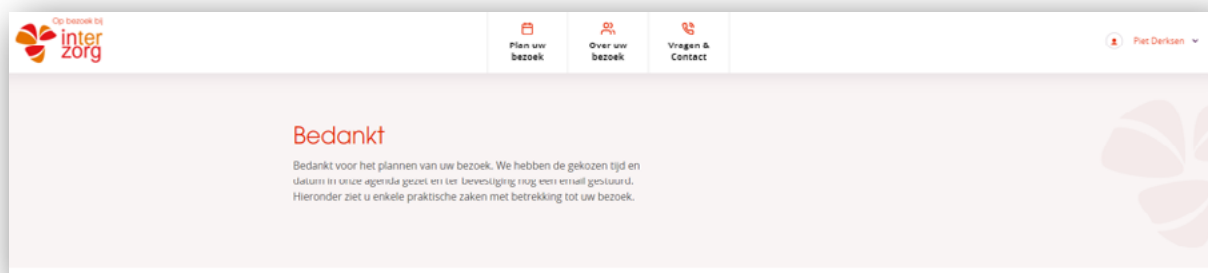 Op bezoek bij
inter
zorg
Plan uw
bezoek
Over uw
bezoek
Vragen &
Contact
Piet Derksen
Bedankt
Bedankt voor het plannen van uw bezoek. We hebben de gekozen tijd en
datum in onze agenda gezet en ter bevestiging nog een email gestuurd.
Hieronder ziet u enkele praktische zaken met betrekking tot uw bezoek.